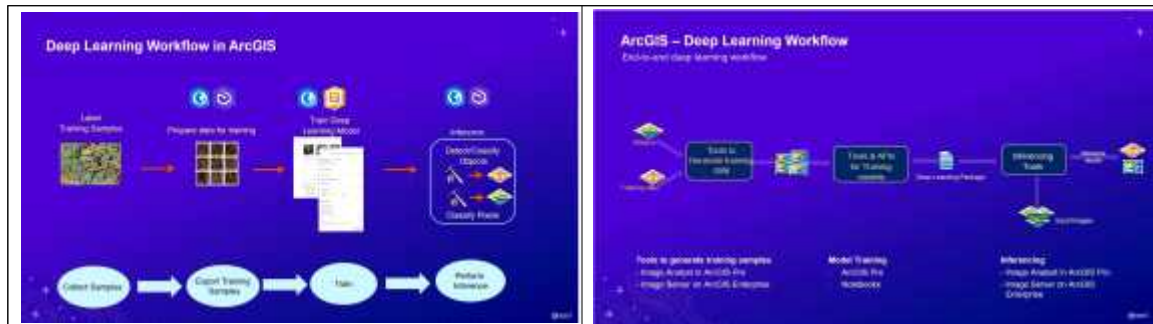 Deep Learning Workflow in ArcGIS
Label
Training Samples
Prepare data for training
Train Deep
Learning Model
Inference
Detect/Classify
Objects
Classify Pixels
Collect Samples
Export Training
Samples
Train
Perform
Inference
esri
ArcGIS – Deep Learning Workflow
End-to-end deep learning workflow
Tools to
training
data
Tools & APIs
for Training
models
Deep Learning Package
Inferencing
Tools
Tools to generate training samples
- Image Analyst in ArcGIS Pro
- Image Server on ArcGIS Enterprise
Model Training
ArcGIS Pro
Notebooks
Inferencing
- Image Analyst in ArcGIS Pro
- Image Server on ArcGIS
Enterprise
esri